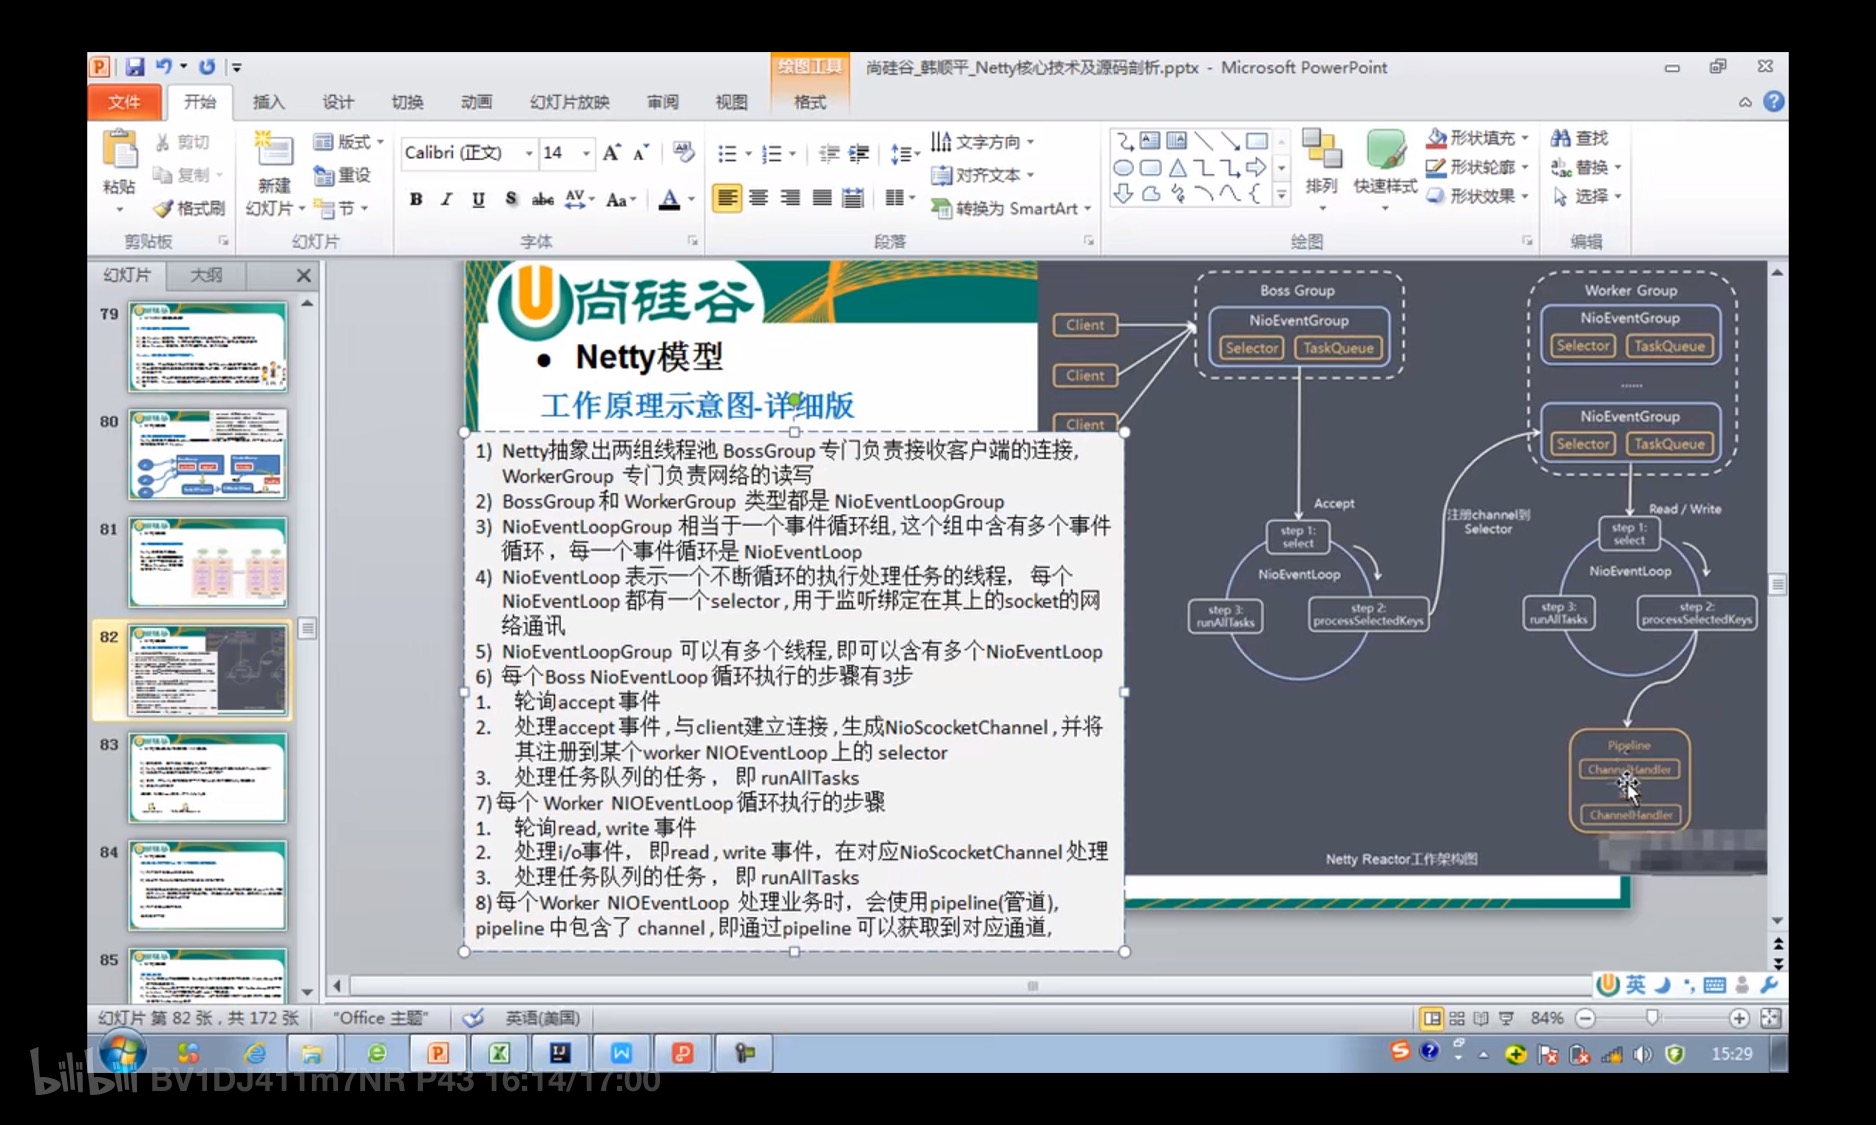 绘图工具
尚硅谷_韩顺平_Netty核心技术及源码剖析.pptx - Microsoft PowerPoint
文件 开始 插入 设计 切换 动画 幻灯片放映 审阅 视图 格式
粘贴
剪切
复制
格式刷
剪贴板
新建
幻灯片
版式
重设
节
幻灯片
Calibri (正文) 14
B I U S abc AV Aa A
字体
文字方向
对齐文本
转换为 SmartArt
段落
排列
快速样式
形状填充
形状轮廓
形状效果
绘图
查找
替换
选择
编辑
幻灯片 大纲
79
80
81
82
83
84
85
尚硅谷
• Netty模型
工作原理示意图-详细版
1) Netty抽象出两组线程池 BossGroup 专门负责接收客户端的连接,
WorkerGroup 专门负责网络的读写
2) BossGroup 和 WorkerGroup 类型都是 NioEventLoopGroup
3) NioEventLoopGroup 相当于一个事件循环组, 这个组中含有多个事件
循环 ，每一个事件循环是 NioEventLoop
4) NioEventLoop 表示一个不断循环的执行处理任务的线程， 每个
NioEventLoop 都有一个selector , 用于监听绑定在其上的socket的网
络通讯
5) NioEventLoopGroup 可以有多个线程, 即可以含有多个NioEventLoop
6) 每个Boss NioEventLoop 循环执行的步骤有3步
1. 轮询accept 事件
2. 处理accept 事件 ,与client建立连接 , 生成NioScocketChannel , 并将
其注册到某个worker NIOEventLoop 上的 selector
3. 处理任务队列的任务 ， 即 runAllTasks
7) 每个 Worker NIOEventLoop 循环执行的步骤
1. 轮询read, write 事件
2. 处理i/o事件， 即read , write 事件，在对应NioScocketChannel 处理
3. 处理任务队列的任务 ， 即 runAllTasks
8) 每个Worker NIOEventLoop 处理业务时，会使用pipeline(管道),
pipeline 中包含了 channel , 即通过pipeline 可以获取到对应通道,
Client
Client
Client
Boss Group
NioEventGroup
Selector TaskQueue
Worker Group
NioEventGroup
Selector TaskQueue
......
NioEventGroup
Selector TaskQueue
Accept
step 1:
select
NioEventLoop
step 3:
runAllTasks
step 2:
processSelectedKeys
注册channel到
Selector
Read / Write
step 1:
select
NioEventLoop
step 3:
runAllTasks
step 2:
processSelectedKeys
Pipeline
ChannelHandler
ChannelHandler
Netty Reactor工作架构图
英
幻灯片 第 82 张 , 共 172 张 "Office 主题" 英语(美国) 84%
15:29
bilibili BV1DJ411m7NR P43 16:14/17:00